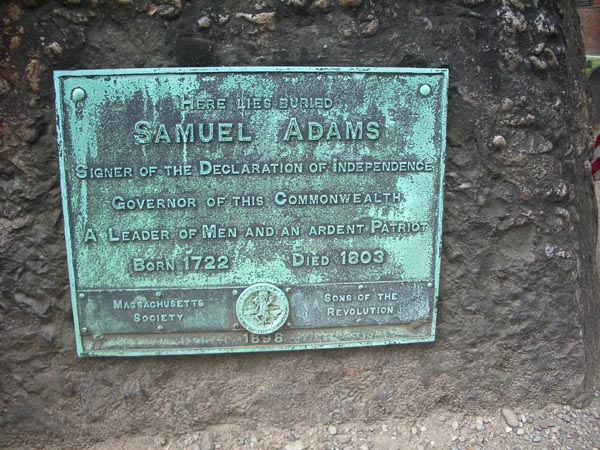 Here lies buried
Samuel Adams
Signer of the Declaration of Independence
Governor of this Commonwealth
A Leader of Men and an ardent Patriot
Born 1722 Died 1803
Massachusetts Society
Sons of the Revolution
1898